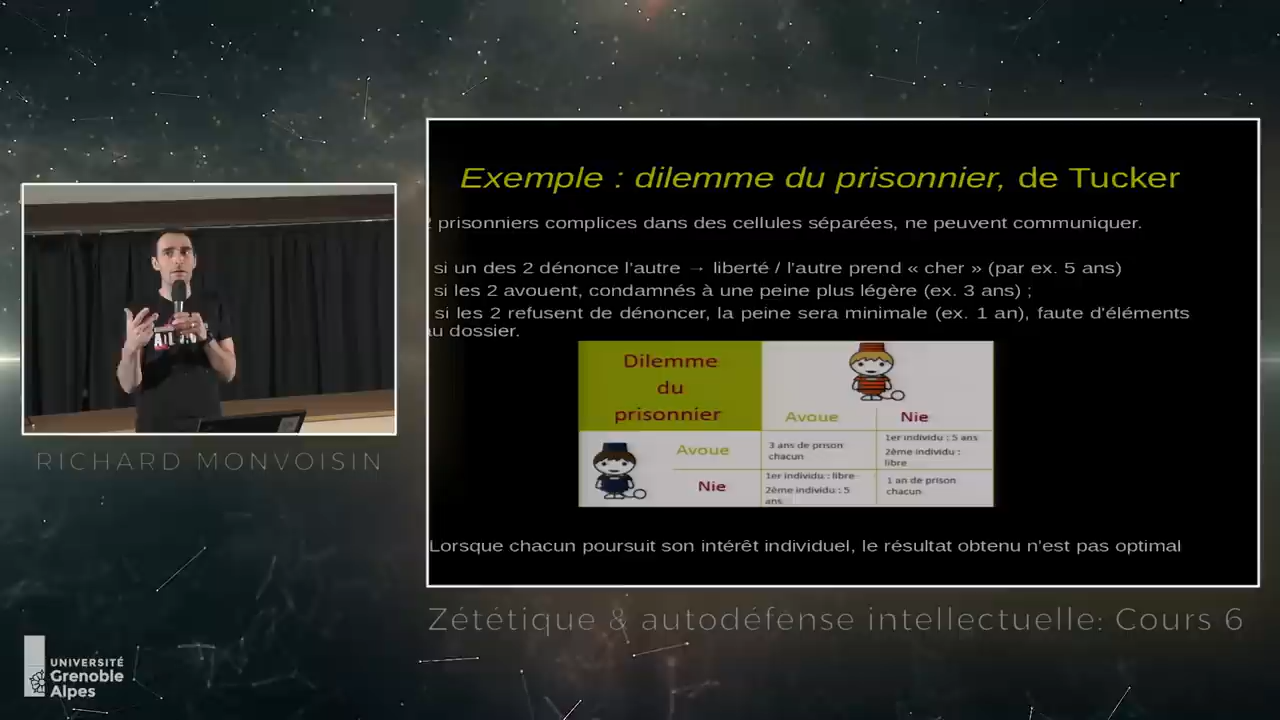 Exemple : dilemme du prisonnier, de Tucker
2 prisonniers complices dans des cellules séparées, ne peuvent communiquer.
si un des 2 dénonce l'autre → liberté / l'autre prend « cher » (par ex. 5 ans)
si les 2 avouent, condamnés à une peine plus légère (ex. 3 ans) ;
si les 2 refusent de dénoncer, la peine sera minimale (ex. 1 an), faute d'éléments
au dossier.
Dilemme
du
prisonnier
Avoue
Nie
Avoue
3 ans de prison
chacun
1er individu : 5 ans
2ème individu :
libre
Nie
1er individu : libre
2ème individu : 5
ans
1 an de prison
chacun
Lorsque chacun poursuit son intérêt individuel, le résultat obtenu n'est pas optimal
RICHARD MONVOISIN
Zététique & autodéfense intellectuelle: Cours 6
UNIVERSITÉ
Grenoble
Alpes